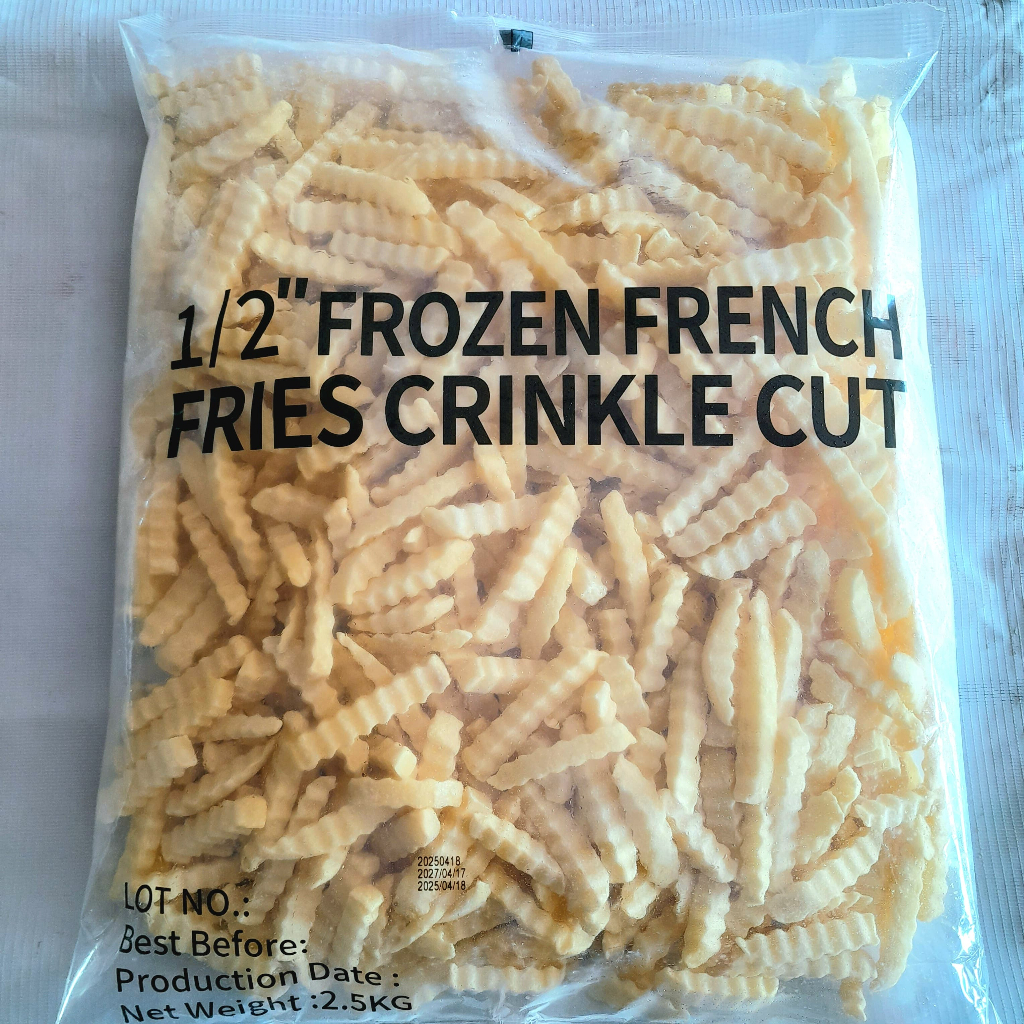 1/2" FROZEN FRENCH
FRIES CRINKLE CUT
20250418
2027/04/17
2025/04/18
LOT NO.:
Best Before:
Production Date :
Net Weight :2.5KG